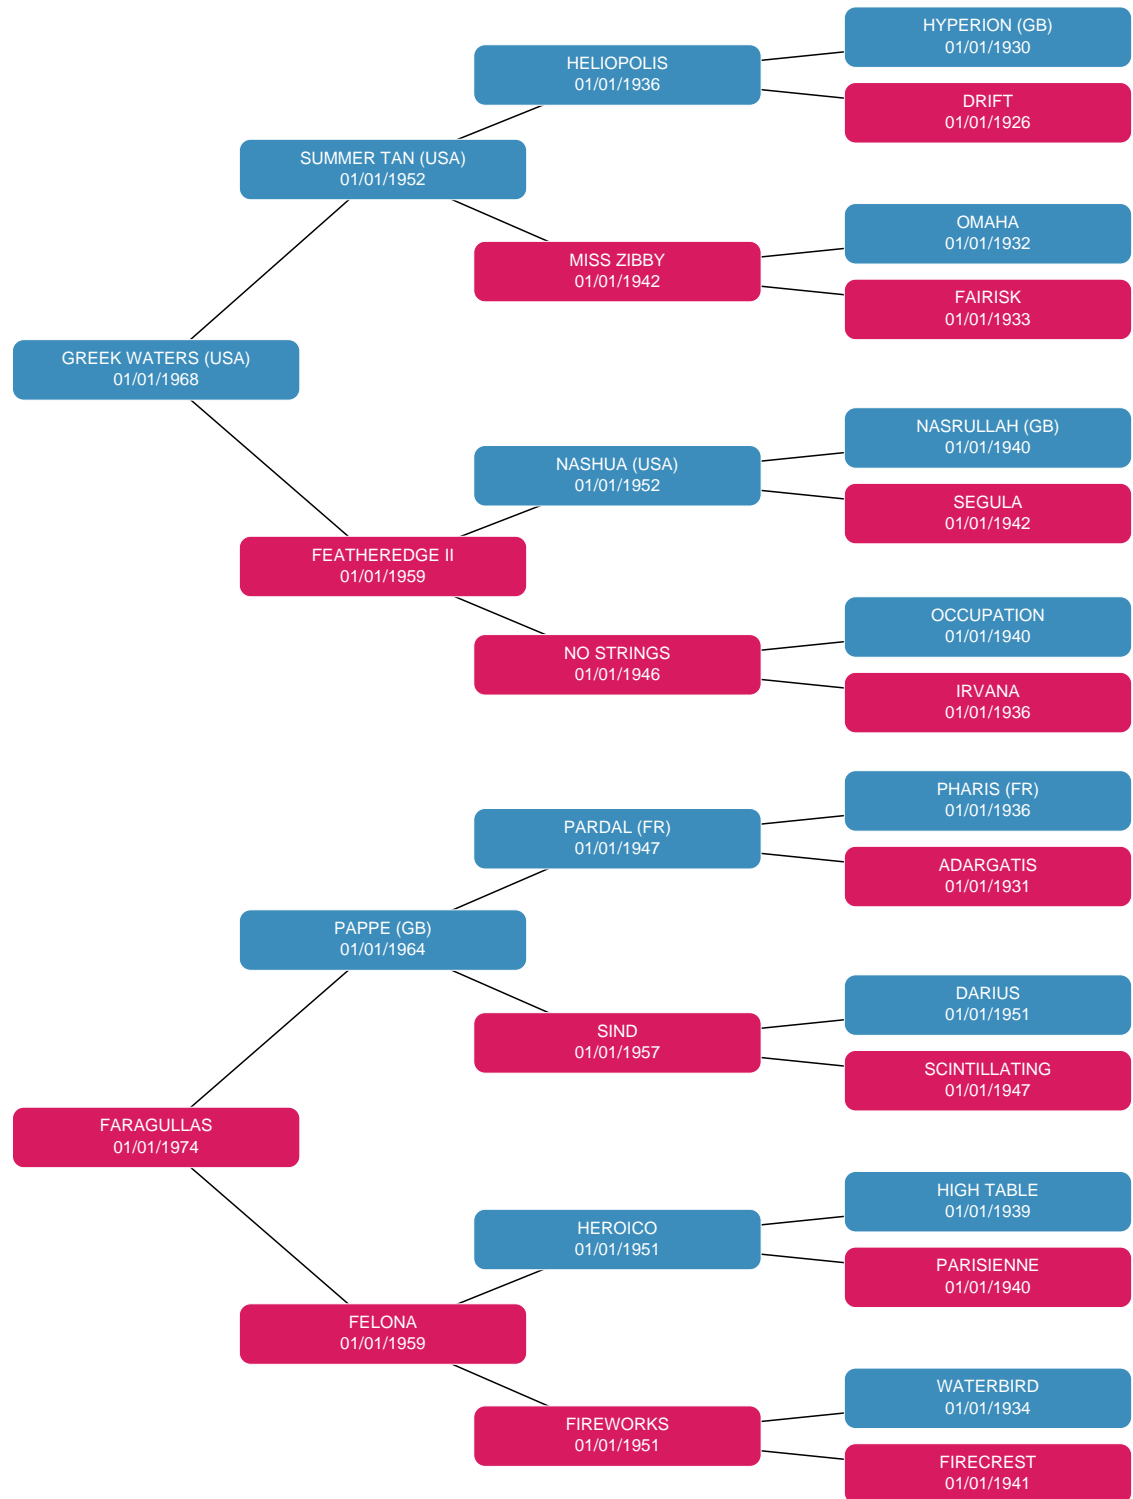 HYPERION (GB)
01/01/1930
HELIOPOLIS
01/01/1936
DRIFT
01/01/1926
SUMMER TAN (USA)
01/01/1952
OMAHA
01/01/1932
MISS ZIBBY
01/01/1942
FAIRISK
01/01/1933
GREEK WATERS (USA)
01/01/1968
NASRULLAH (GB)
01/01/1940
NASHUA (USA)
01/01/1952
SEGULA
01/01/1942
FEATHEREDGE II
01/01/1959
OCCUPATION
01/01/1940
NO STRINGS
01/01/1946
IRVANA
01/01/1936
PHARIS (FR)
01/01/1936
PARDAL (FR)
01/01/1947
ADARGATIS
01/01/1931
PAPPE (GB)
01/01/1964
DARIUS
01/01/1951
SIND
01/01/1957
SCINTILLATING
01/01/1947
FARAGULLAS
01/01/1974
HIGH TABLE
01/01/1939
HEROICO
01/01/1951
PARISIENNE
01/01/1940
FELONA
01/01/1959
WATERBIRD
01/01/1934
FIREWORKS
01/01/1951
FIRECREST
01/01/1941